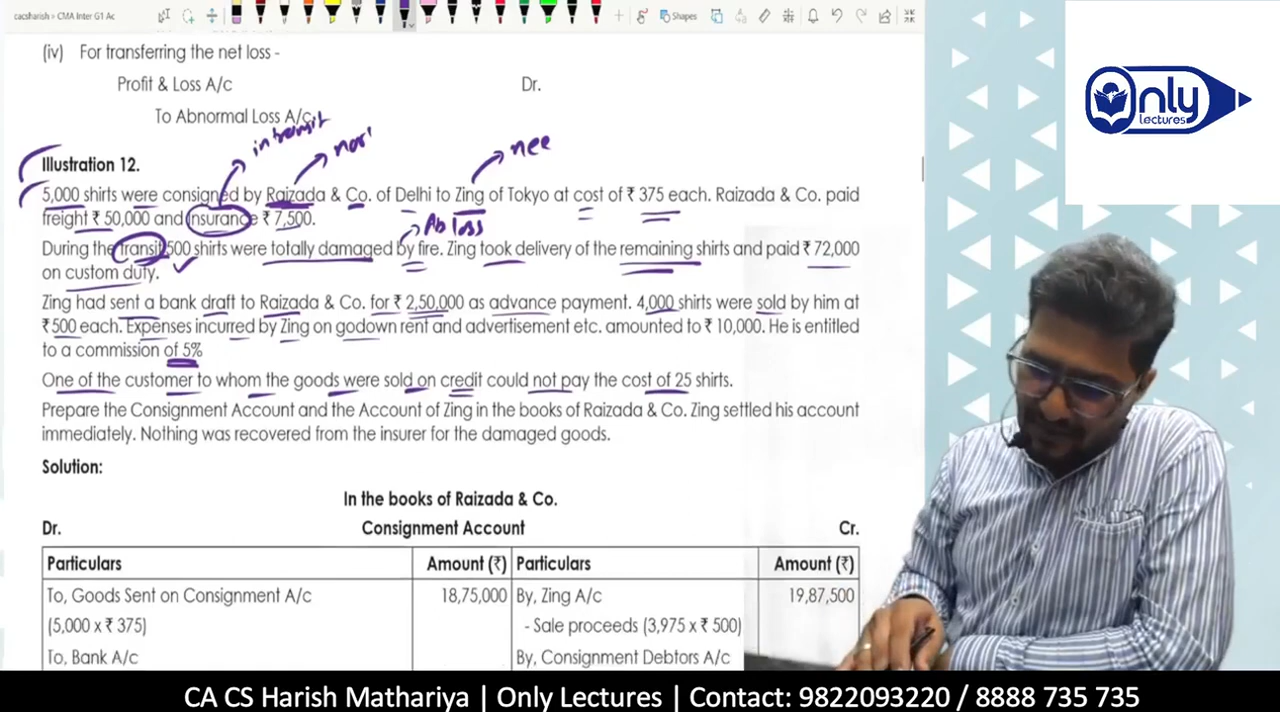 cacsharish > CMA Inter G1 Ac
Shapes
(iv) For transferring the net loss -
Profit & Loss A/c Dr.
To Abnormal Loss A/c
in transit
nor'
nee
Illustration 12.
5,000 shirts were consigned by Raizada & Co. of Delhi to Zing of Tokyo at cost of ₹ 375 each. Raizada & Co. paid
freight ₹ 50,000 and insurance ₹ 7,500.
Ab loss
During the transit 500 shirts were totally damaged by fire. Zing took delivery of the remaining shirts and paid ₹ 72,000
on custom duty.
Zing had sent a bank draft to Raizada & Co. for ₹ 2,50,000 as advance payment. 4,000 shirts were sold by him at
₹ 500 each. Expenses incurred by Zing on godown rent and advertisement etc. amounted to ₹ 10,000. He is entitled
to a commission of 5%
One of the customer to whom the goods were sold on credit could not pay the cost of 25 shirts.
Prepare the Consignment Account and the Account of Zing in the books of Raizada & Co. Zing settled his account
immediately. Nothing was recovered from the insurer for the damaged goods.
Solution:
In the books of Raizada & Co.
Dr. Consignment Account Cr.
Particulars Amount (₹) Particulars Amount (₹)
To, Goods Sent on Consignment A/c 18,75,000 By, Zing A/c 19,87,500
(5,000 x ₹ 375) - Sale proceeds (3,975 x ₹ 500)
To, Bank A/c By, Consignment Debtors A/c
Only
Lectures
CA CS Harish Mathariya | Only Lectures | Contact: 9822093220 / 8888 735 735